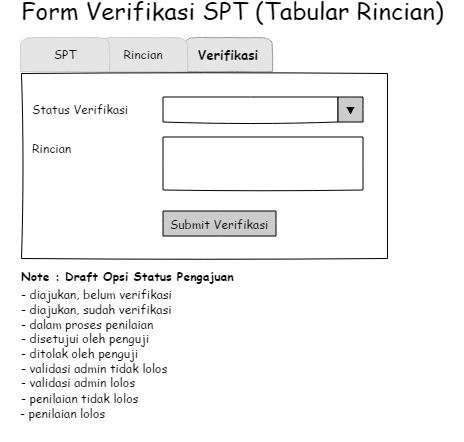 Form Verifikasi SPT (Tabular Rincian)
SPT Rincian Verifikasi
Status Verifikasi
Rincian
Submit Verifikasi
Note : Draft Opsi Status Pengajuan
- diajukan, belum verifikasi
- diajukan, sudah verifikasi
- dalam proses penilaian
- disetujui oleh penguji
- ditolak oleh penguji
- validasi admin tidak lolos
- validasi admin lolos
- penilaian tidak lolos
- penilaian lolos